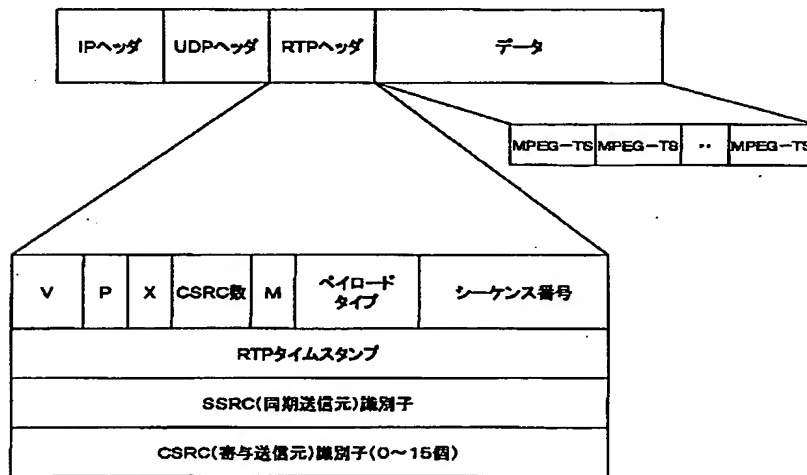 IPヘッダ UDPヘッダ RTPヘッダ データ
MPEG-TS MPEG-TS ・・ MPEG-TS
V P X CSRC数 M ペイロード
タイプ シーケンス番号
RTPタイムスタンプ
SSRC(同期送信元)識別子
CSRC(寄与送信元)識別子(0〜15個)